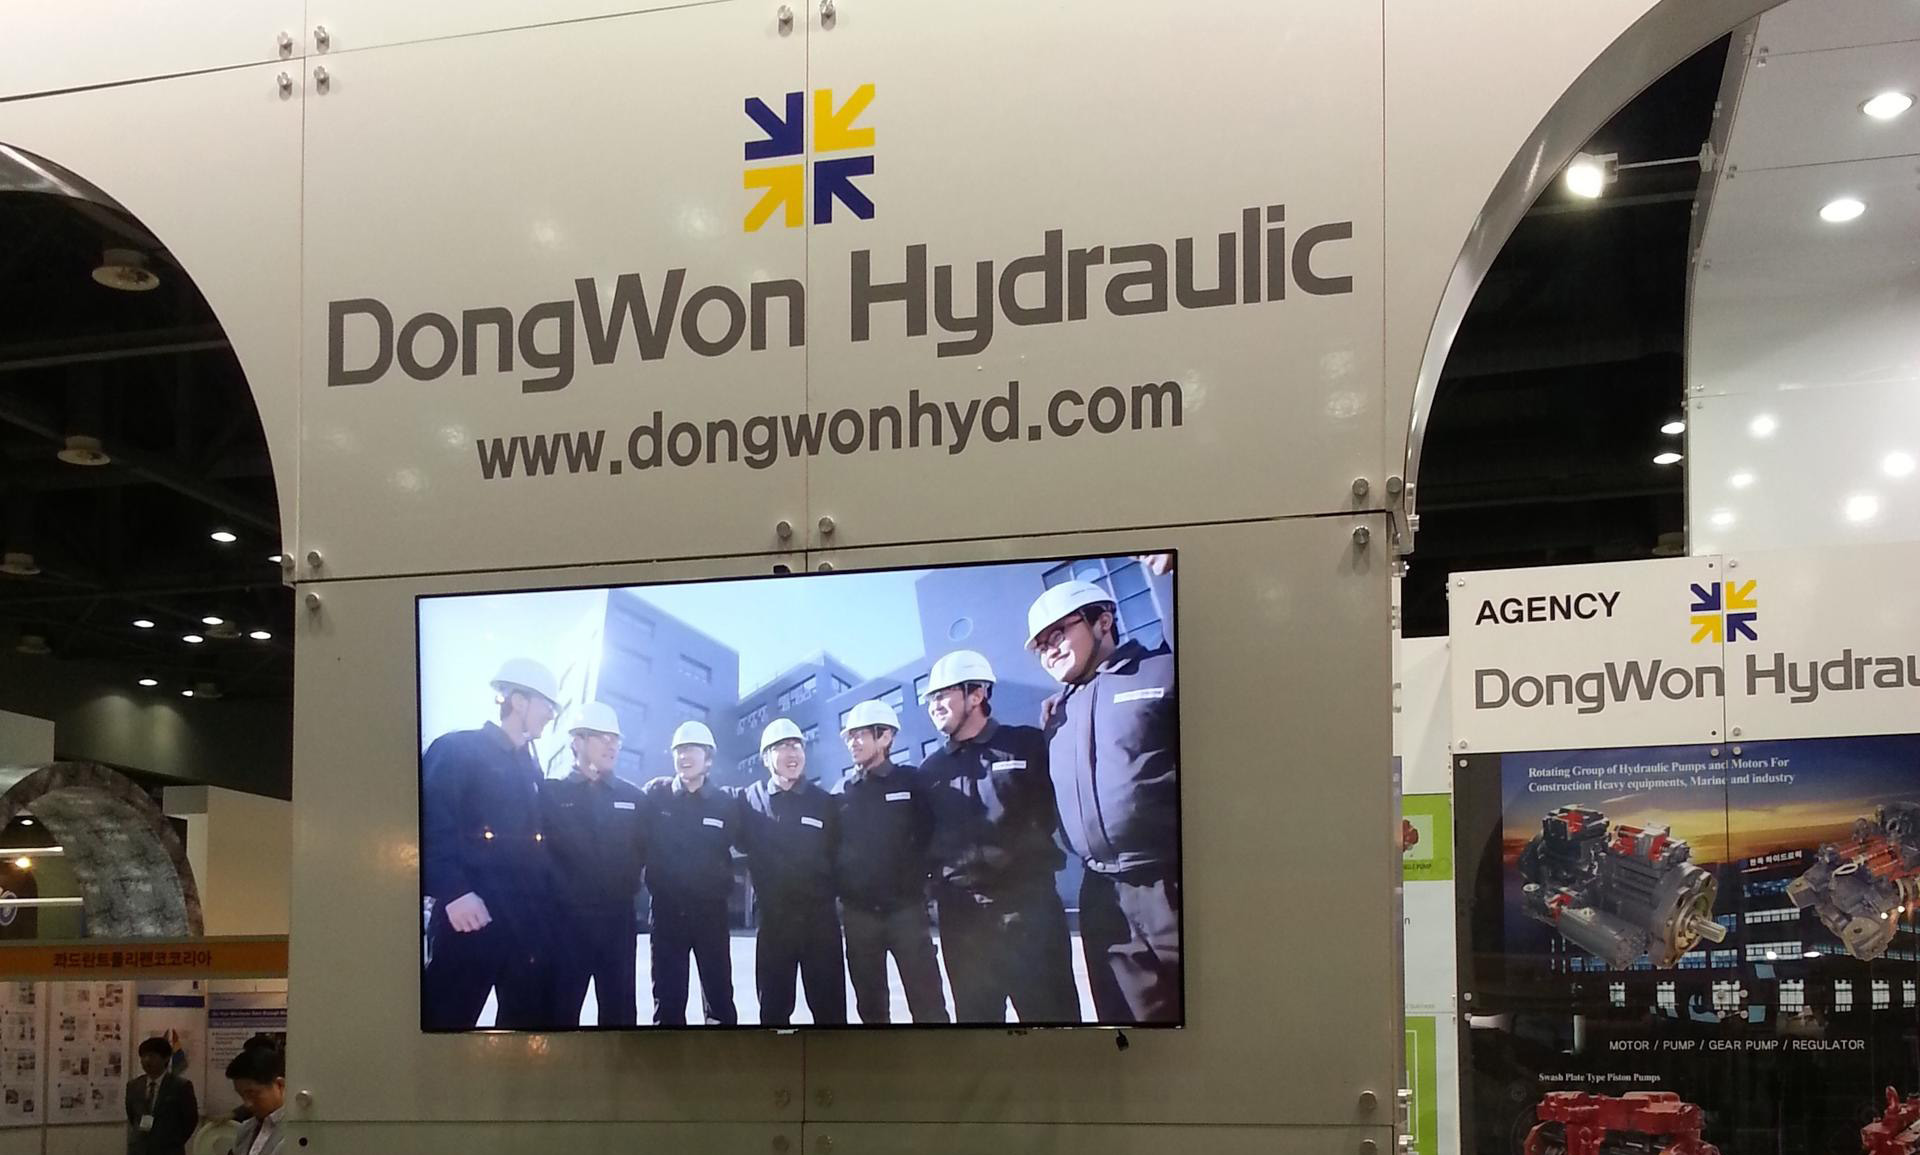 DongWon Hydraulic
www.dongwonhyd.com
AGENCY
DongWon Hydrau
Rotating Group of Hydraulic Pumps and Motors For
Construction Heavy equipments, Marine and industry
MOTOR / PUMP / GEAR PUMP / REGULATOR
Swash Plate Type Piston Pumps
콰드란트폴리펜코코리아